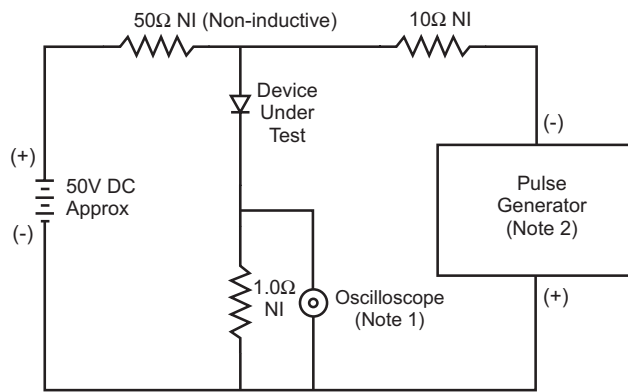 50Ω NI (Non-inductive)
10Ω NI
Device
Under
Test
(-)
(+)
50V DC
Approx
(-)
Pulse
Generator
(Note 2)
1.0Ω
NI
Oscilloscope
(Note 1)
(+)